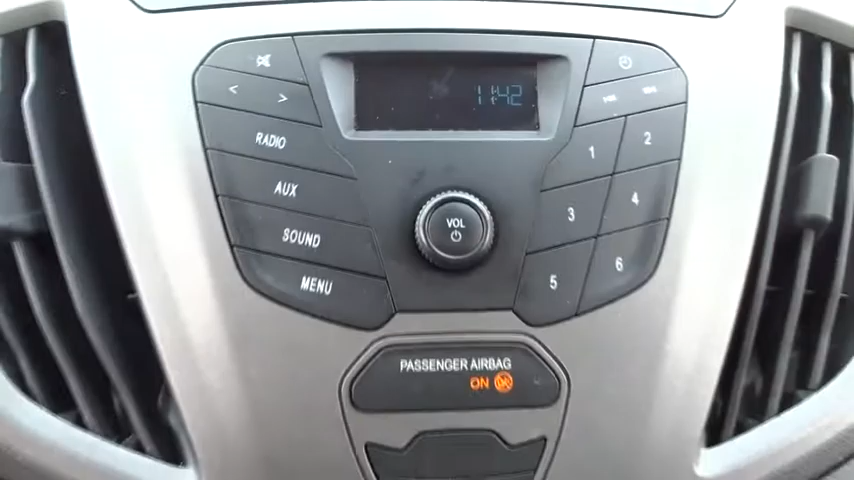 <
>
RADIO
AUX
SOUND
MENU
11:42
VOL
1
2
3
4
5
6
PASSENGER AIRBAG
ON